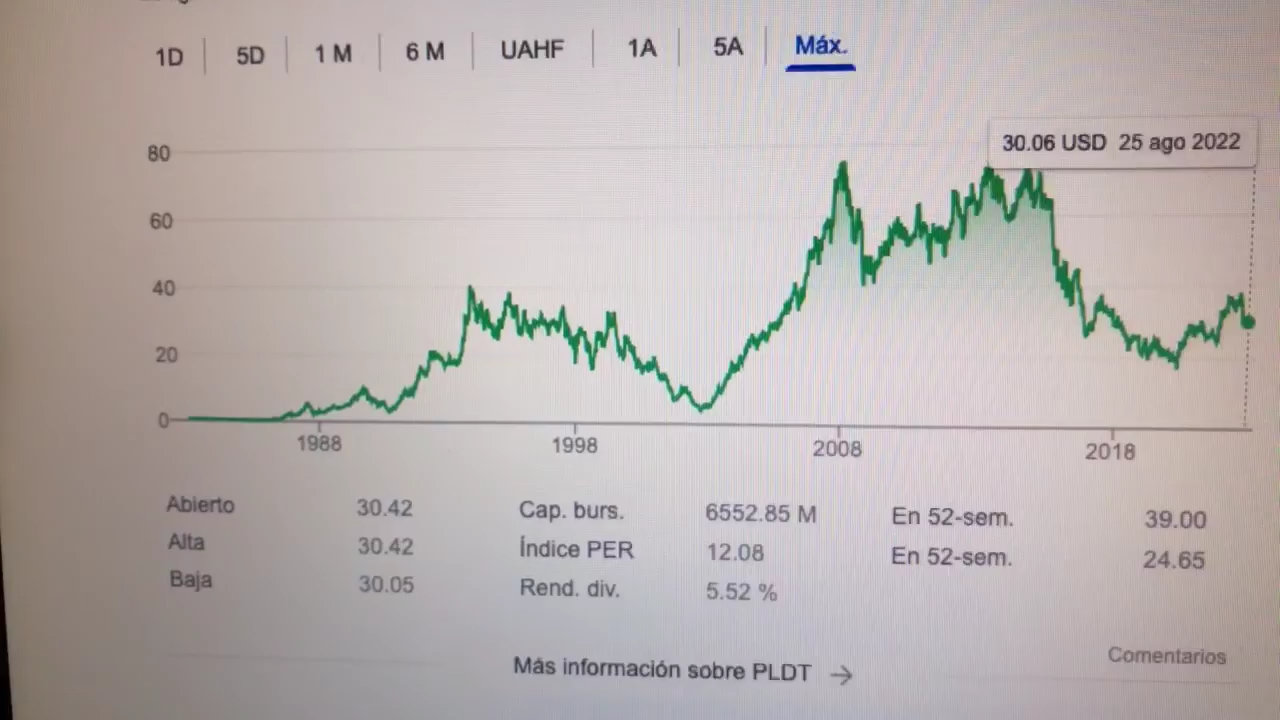 1D 5D 1 M 6 M UAHF 1A 5A Máx.
30.06 USD 25 ago 2022
80
60
40
20
0
1988 1998 2008 2018
Abierto 30.42 Cap. burs. 6552.85 M En 52-sem. 39.00
Alta 30.42 Índice PER 12.08 En 52-sem. 24.65
Baja 30.05 Rend. div. 5.52 %
Comentarios
Más información sobre PLDT →